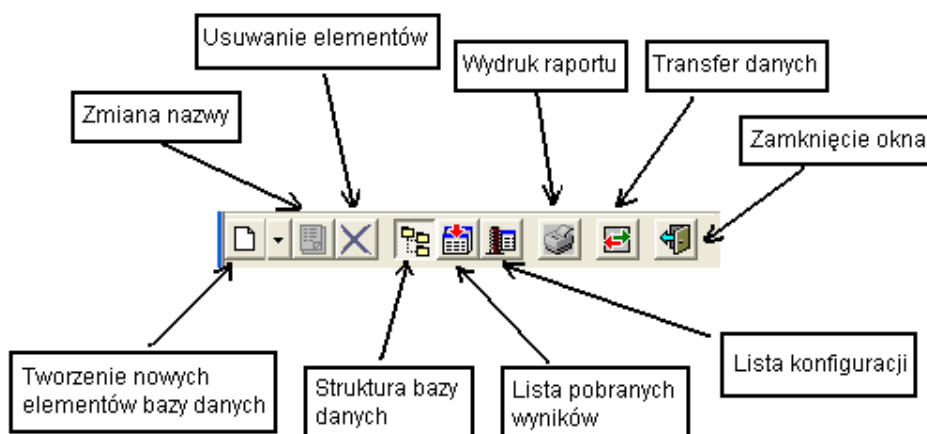 Usuwanie elementów
Wydruk raportu
Transfer danych
Zmiana nazwy
Zamknięcie okna
Tworzenie nowych
elementów bazy danych
Struktura bazy
danych
Lista pobranych
wyników
Lista konfiguracji